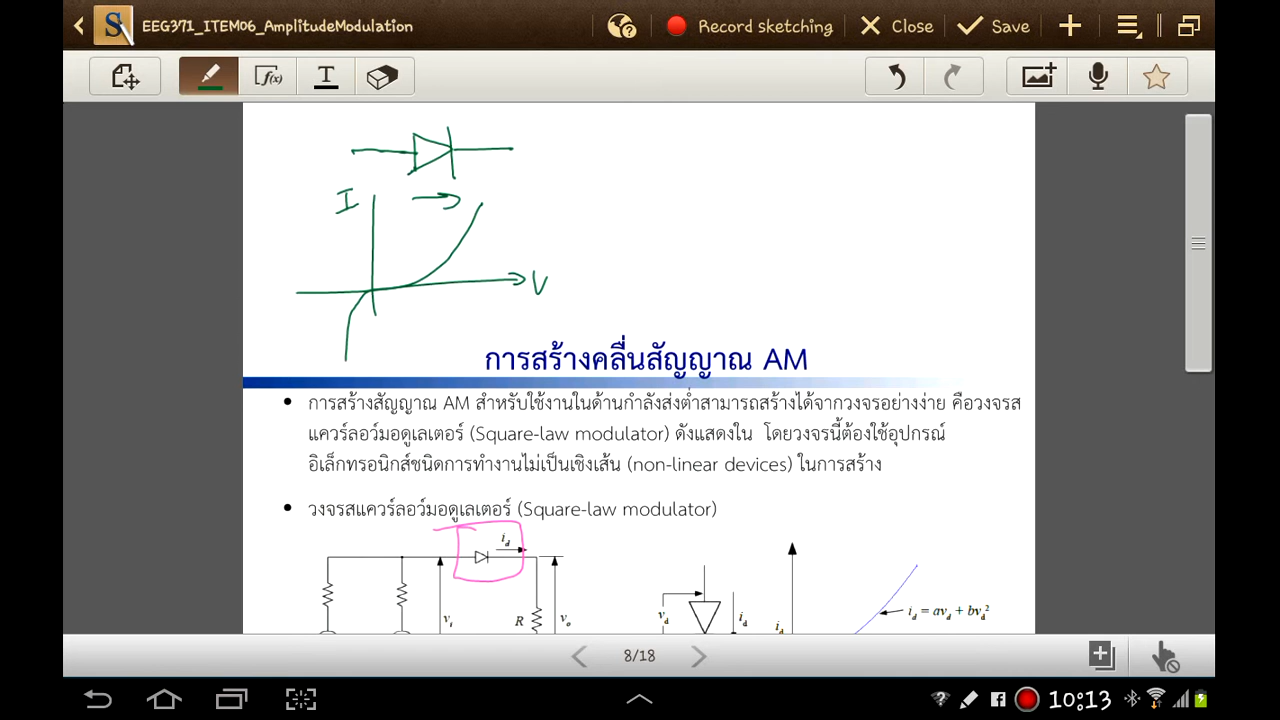 EEG371_ITEM06_AmplitudeModulation
Record sketching
Close
Save
f(x)
T
I
V
การสร้างคลื่นสัญญาณ AM
• การสร้างสัญญาณ AM สำหรับใช้งานในด้านกำลังส่งต่ำสามารถสร้างได้จากวงจรอย่างง่าย คือวงจรส
แควร์ลอว์มอดูเลเตอร์ (Square-law modulator) ดังแสดงใน โดยวงจรนี้ต้องใช้อุปกรณ์
อิเล็กทรอนิกส์ชนิดการทำงานไม่เป็นเชิงเส้น (non-linear devices) ในการสร้าง
• วงจรสแควร์ลอว์มอดูเลเตอร์ (Square-law modulator)
i_d
v_i
R
v_o
v_d
i_d
i_d
i_d = av_d + bv_d²
8/18
10:13